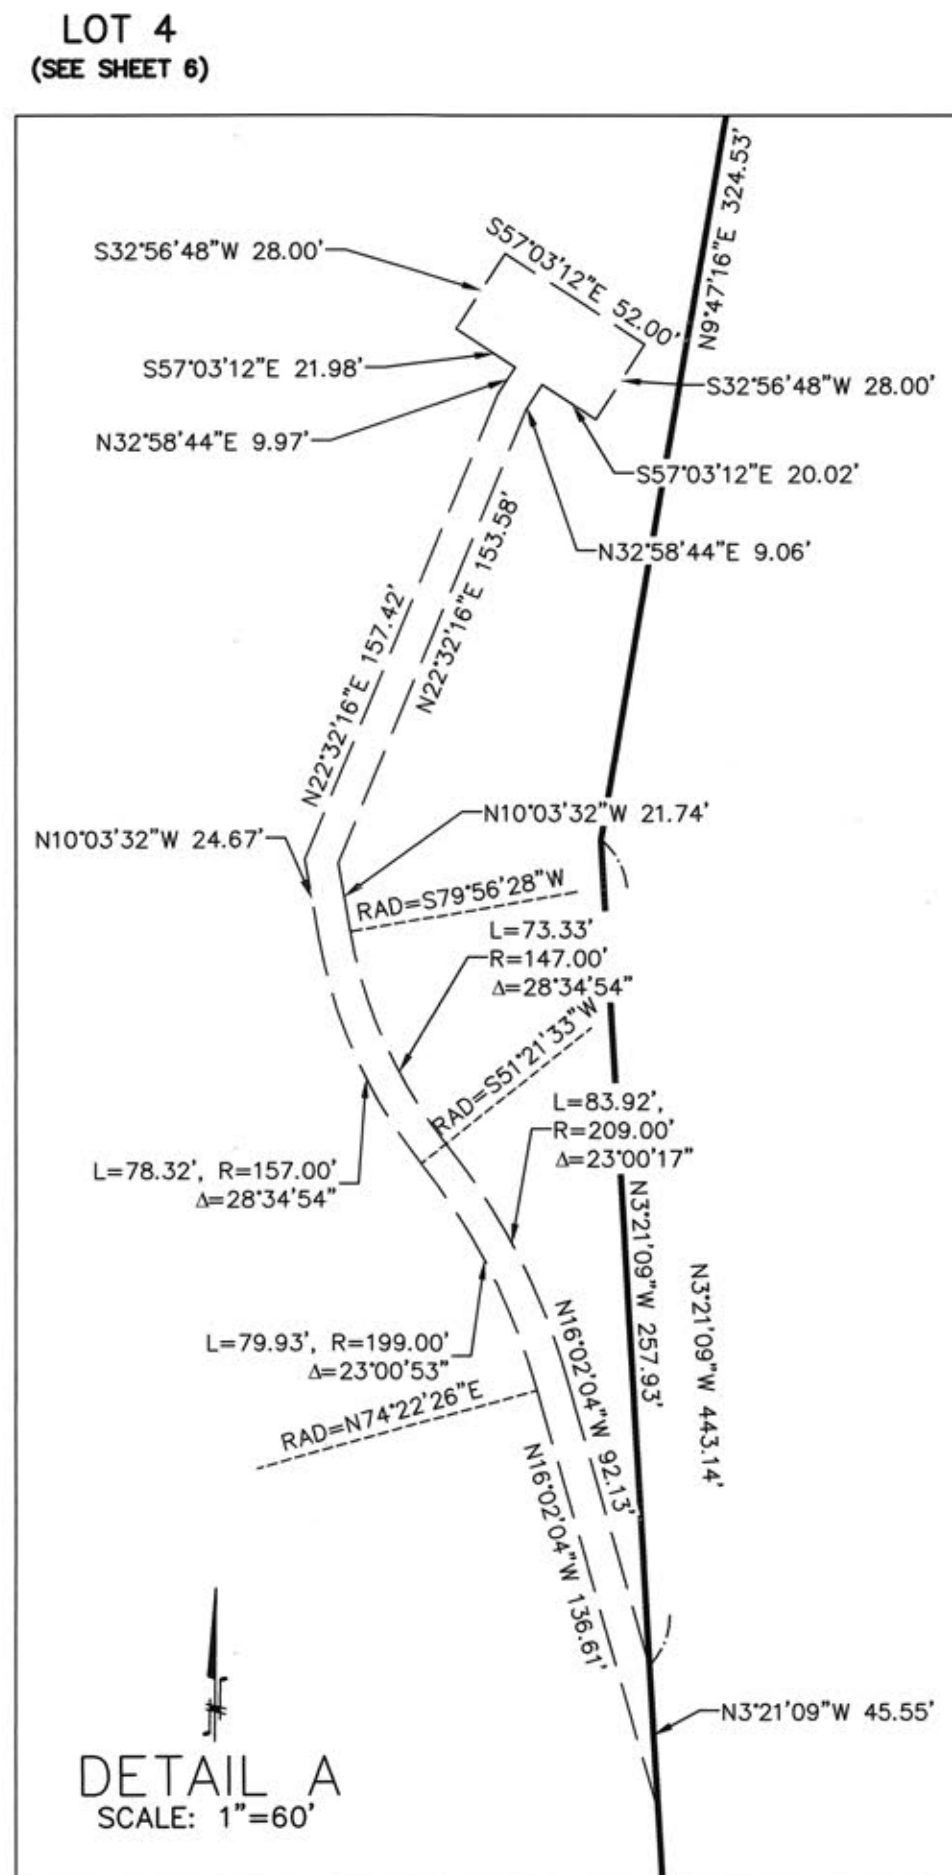 LOT 4
(SEE SHEET 6)
N9°47'16"E 324.53'
S32°56'48"W 28.00'
S57°03'12"E 52.00'
S57°03'12"E 21.98'
S32°56'48"W 28.00'
N32°58'44"E 9.97'
S57°03'12"E 20.02'
N32°58'44"E 9.06'
N22°32'16"E 157.42'
N22°32'16"E 153.58'
N10°03'32"W 24.67'
N10°03'32"W 21.74'
RAD=S79°56'28"W
L=73.33'
R=147.00'
Δ=28°34'54"
RAD=S51°21'33"W
L=83.92',
R=209.00'
Δ=23°00'17"
L=78.32', R=157.00'
Δ=28°34'54"
N3°21'09"W 257.93'
N3°21'09"W 443.14'
L=79.93', R=199.00'
Δ=23°00'53"
RAD=N74°22'26"E
N16°02'04"W 92.13'
N16°02'04"W 136.61'
N3°21'09"W 45.55'
DETAIL A
SCALE: 1"=60'